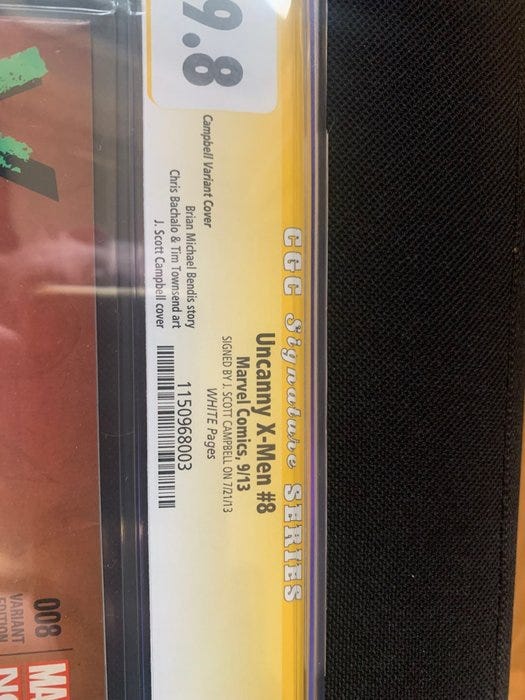 CGC Signature SERIES
9.8
Uncanny X-Men #8
Marvel Comics, 9/13
SIGNED BY J. SCOTT CAMPBELL ON 7/21/13
WHITE Pages
Campbell Variant Cover
Brian Michael Bendis story
Chris Bachalo & Tim Townsend art
J. Scott Campbell cover
1150968003
008
VARIANT
EDITION